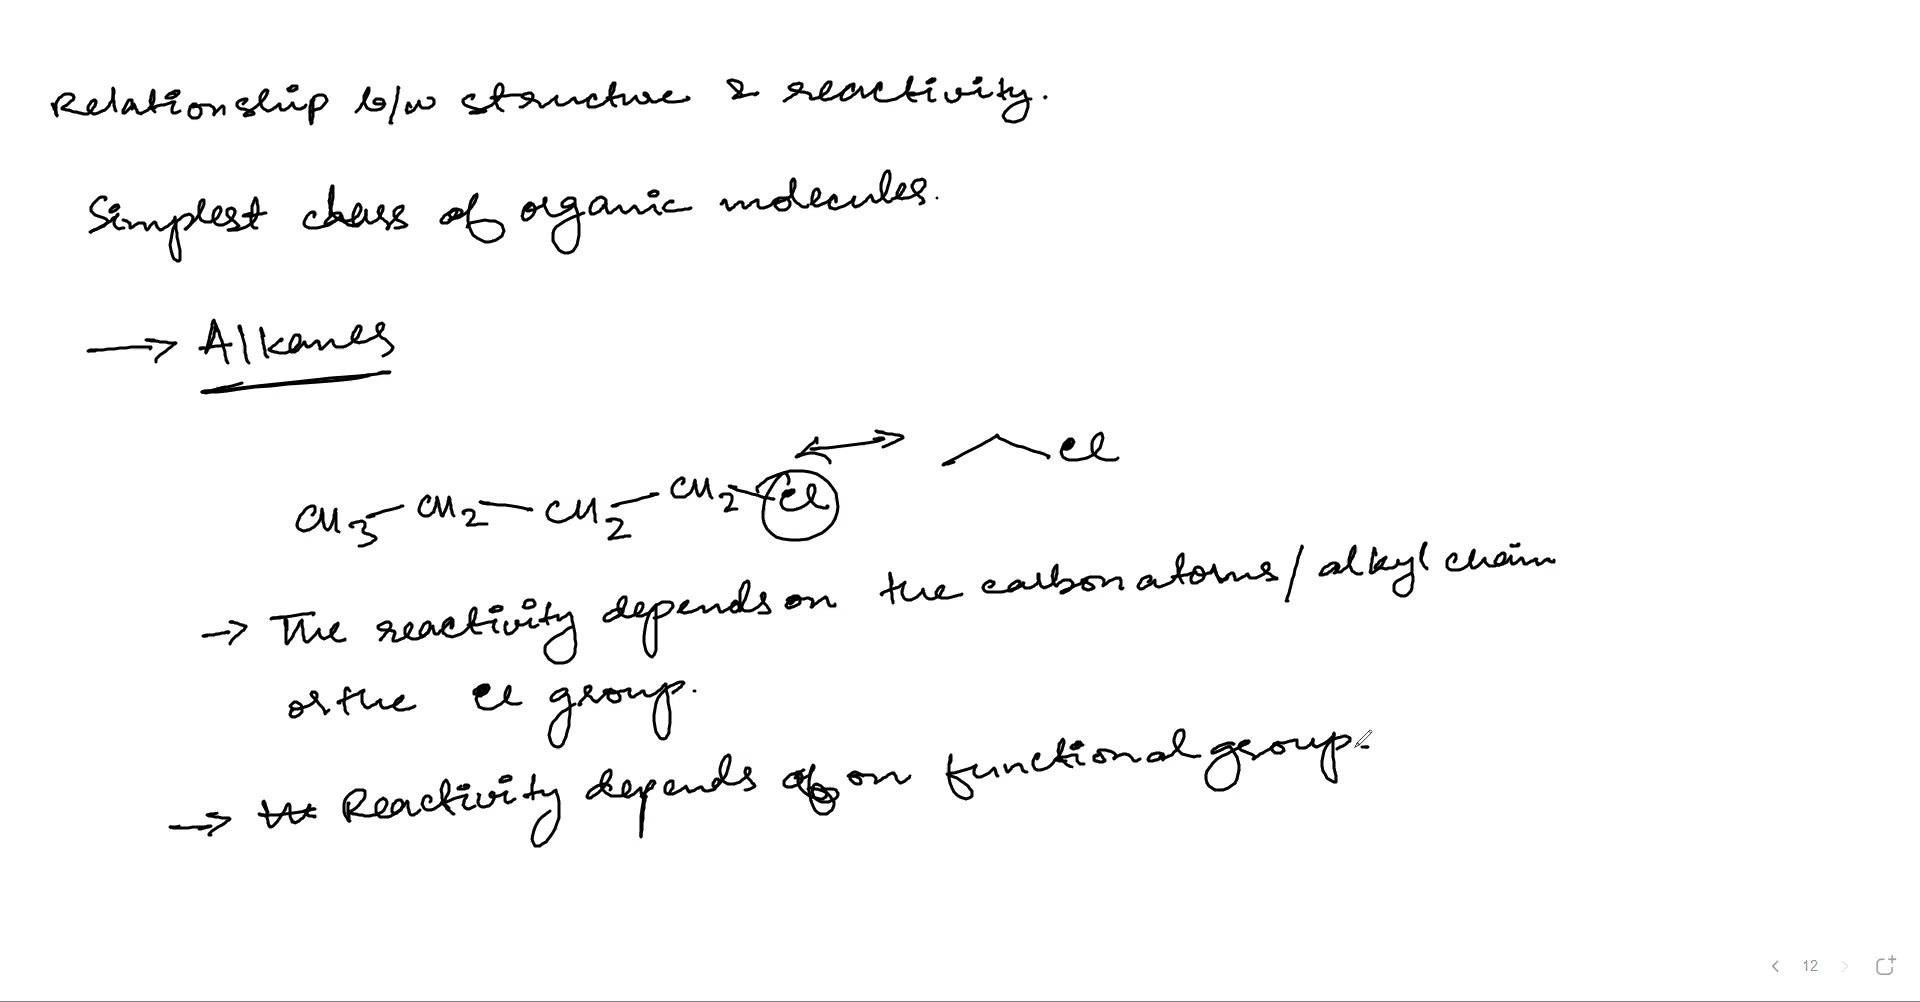 Relationship b/w structure & reactivity.
Simplest class of organic molecules.
→ Alkanes
CH3-CH2-CH2-CH2-Cl ↔ Cl
→ The reactivity depends on the carbon atoms/alkyl chain
or the Cl group.
→ Reactivity depends on functional group.
12